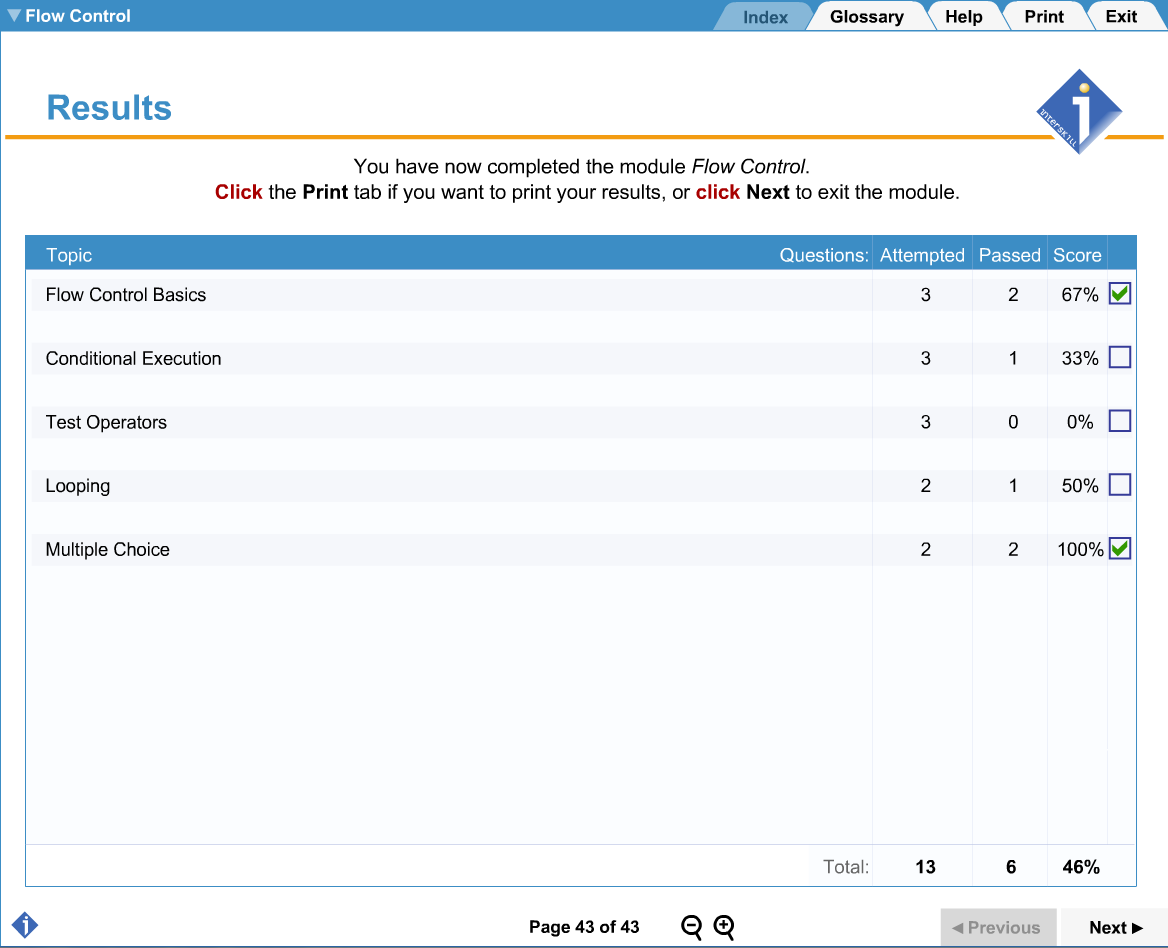 Flow Control Index Glossary Help Print Exit
Results
interskill
You have now completed the module Flow Control.
Click the Print tab if you want to print your results, or click Next to exit the module.
Topic Questions: Attempted Passed Score
Flow Control Basics 3 2 67%
Conditional Execution 3 1 33%
Test Operators 3 0 0%
Looping 2 1 50%
Multiple Choice 2 2 100%
Total: 13 6 46%
Page 43 of 43 Previous Next